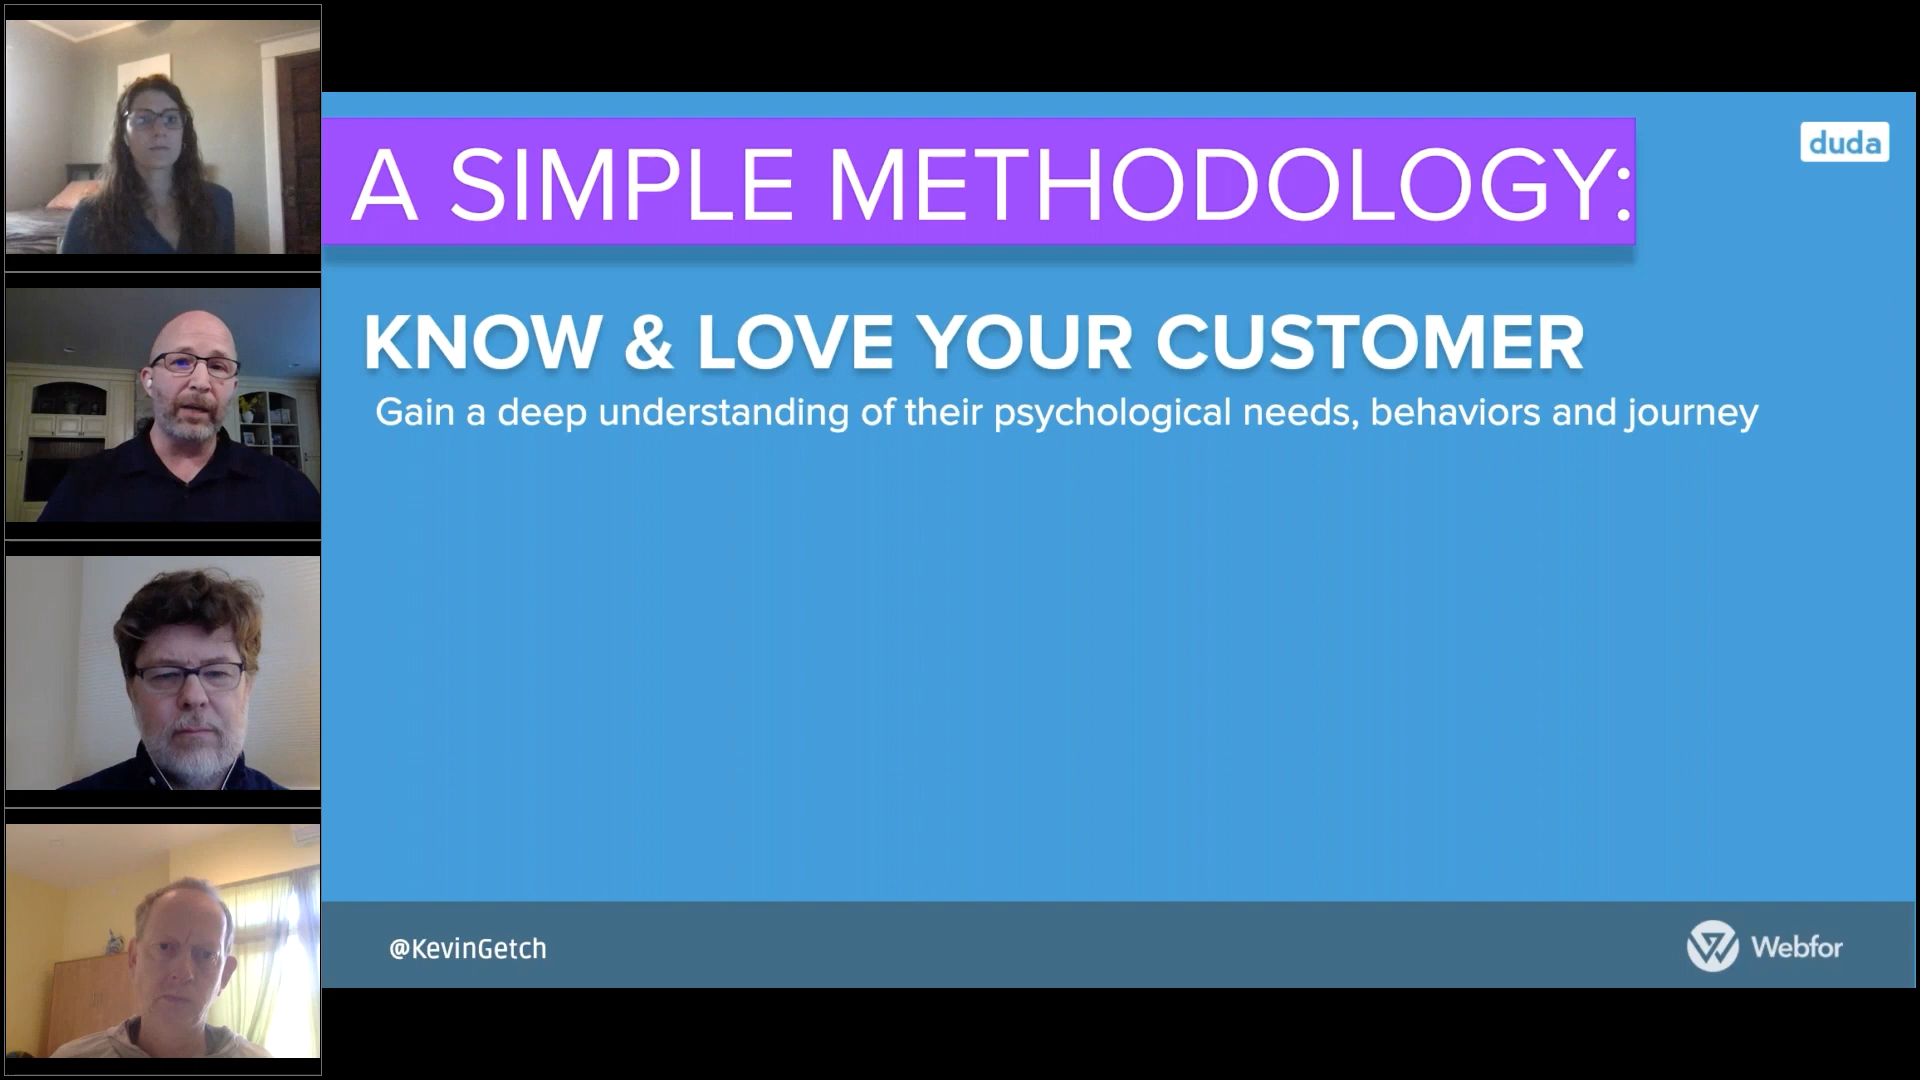 A SIMPLE METHODOLOGY:
duda
KNOW & LOVE YOUR CUSTOMER
Gain a deep understanding of their psychological needs, behaviors and journey
@KevinGetch
Webfor